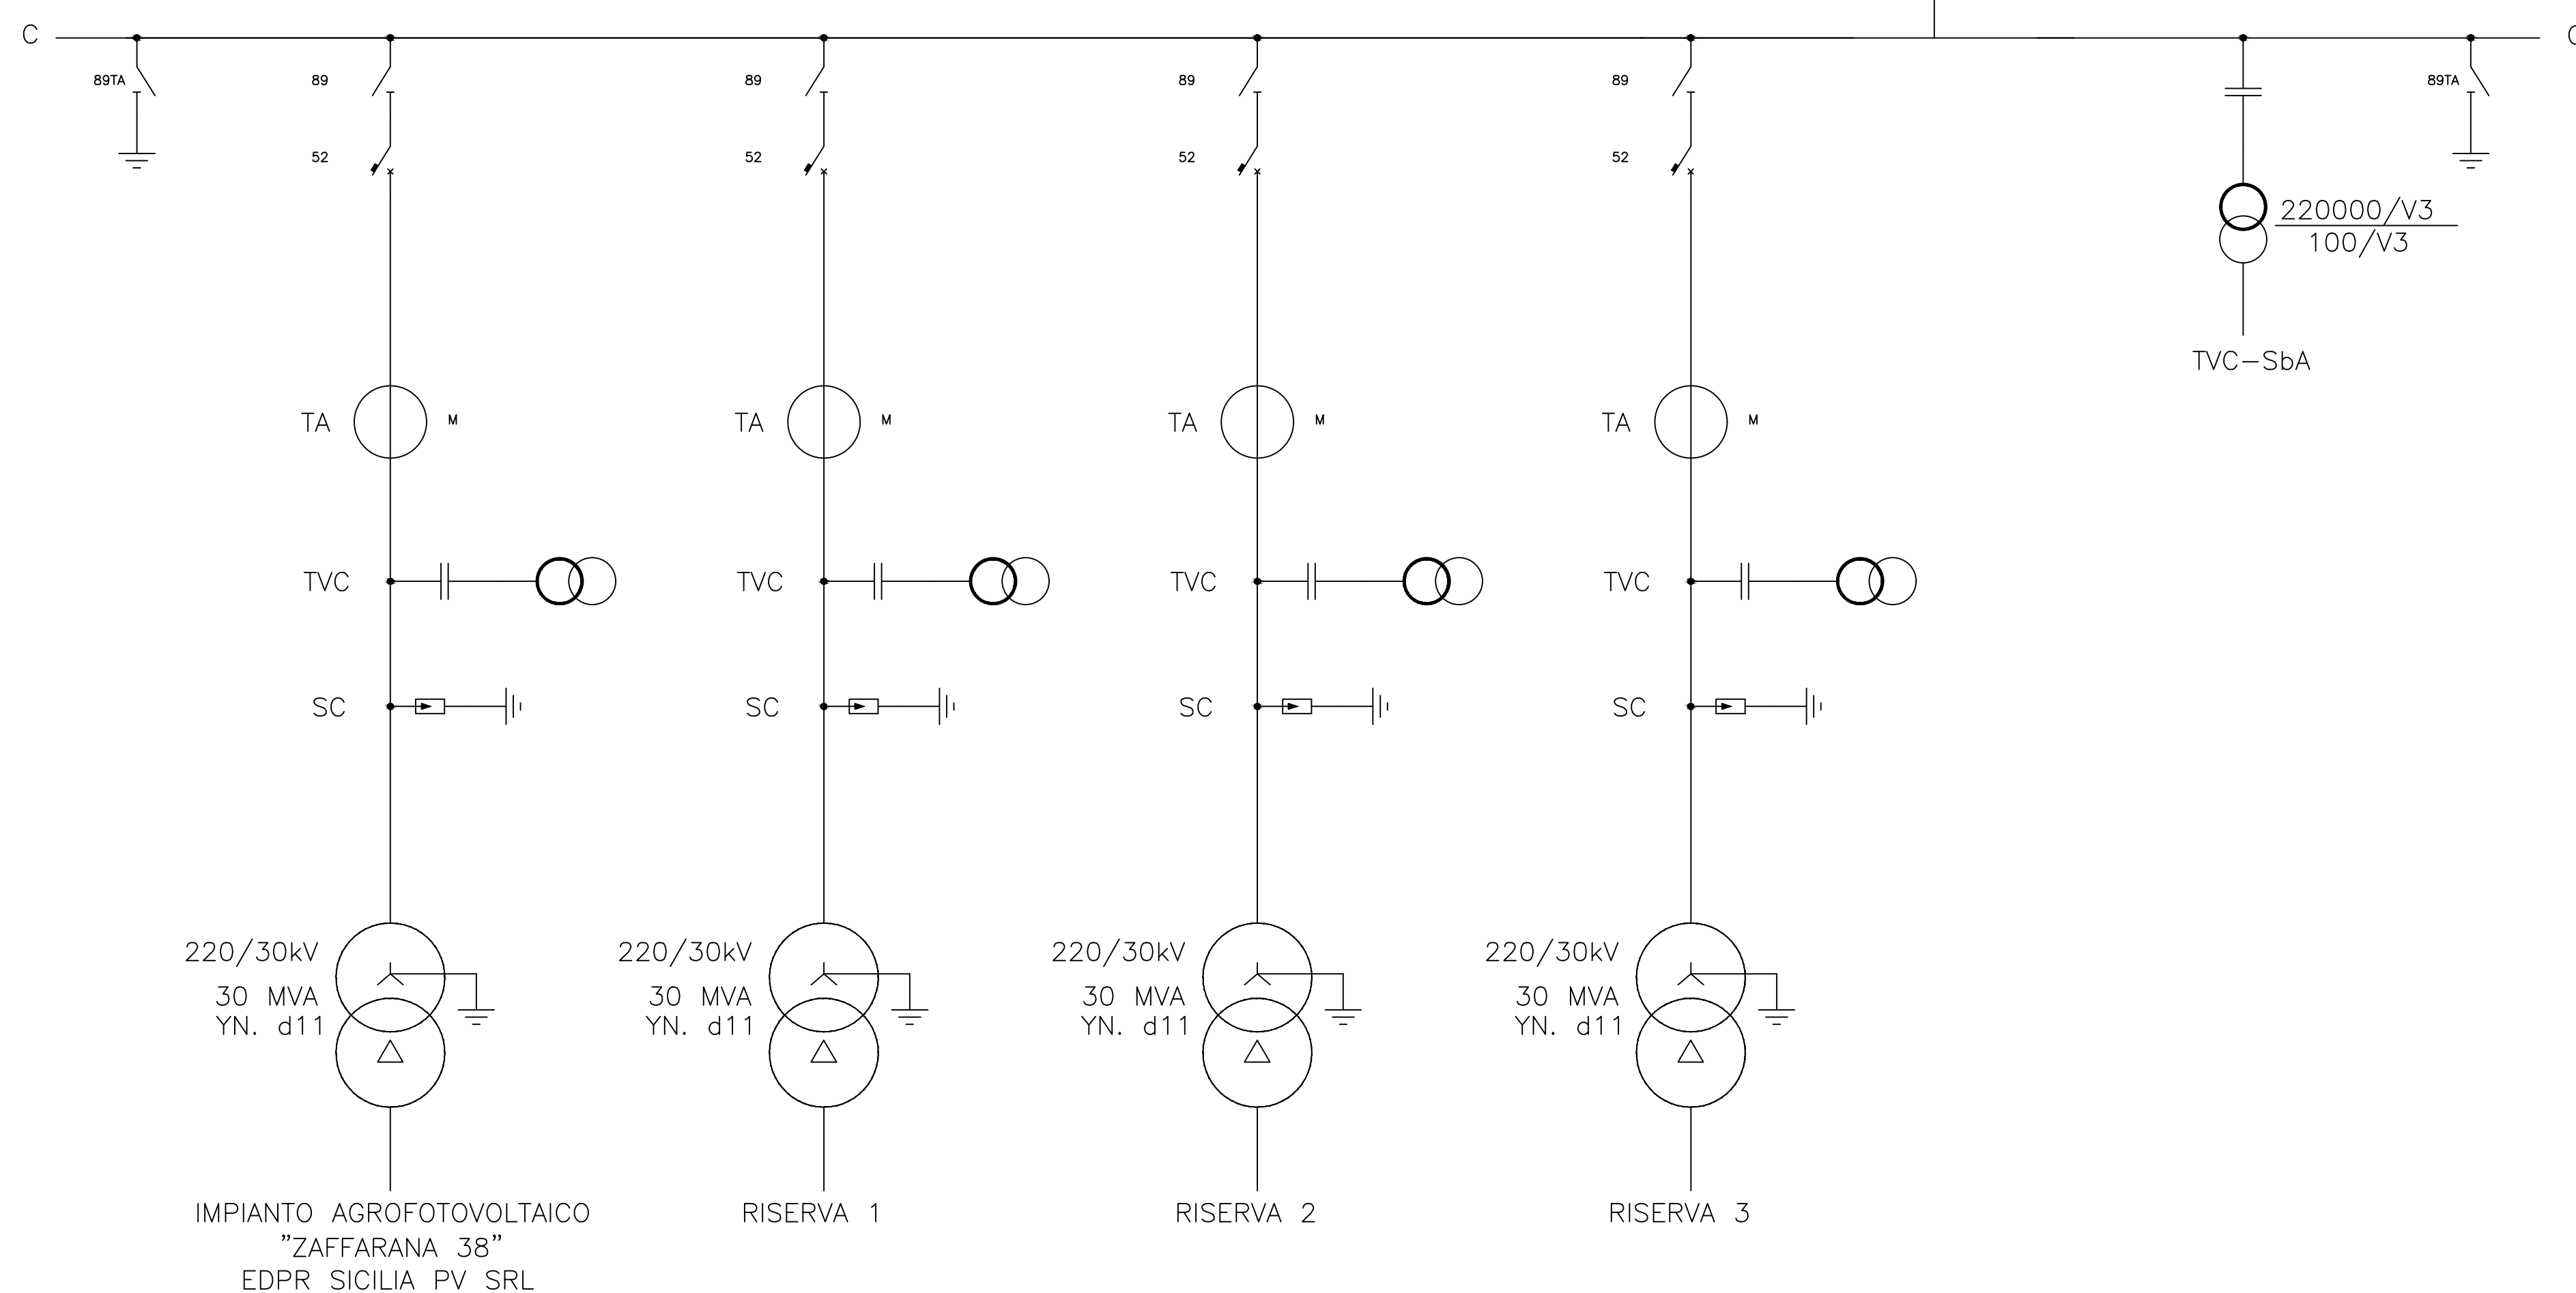 C
C
89TA
89
89
89
89
89TA
52
52
52
52
220000/V3
100/V3
TVC-SbA
TA
M
TA
M
TA
M
TA
M
TVC
TVC
TVC
TVC
SC
SC
SC
SC
220/30kV
30 MVA
YN. d11
220/30kV
30 MVA
YN. d11
220/30kV
30 MVA
YN. d11
220/30kV
30 MVA
YN. d11
IMPIANTO AGROFOTOVOLTAICO
"ZAFFARANA 38"
EDPR SICILIA PV SRL
RISERVA 1
RISERVA 2
RISERVA 3